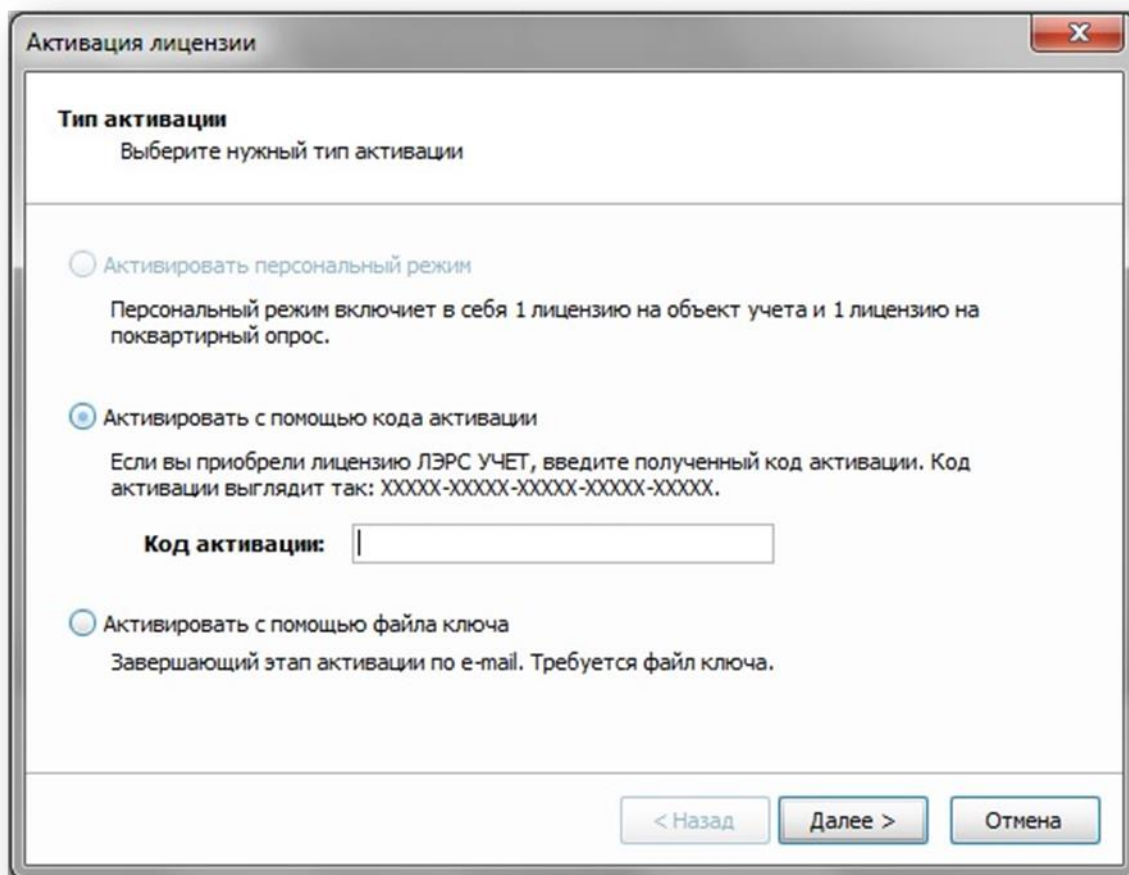 Активация лицензии
Тип активации
Выберите нужный тип активации
Активировать персональный режим
Персональный режим включиет в себя 1 лицензию на объект учета и 1 лицензию на
поквартирный опрос.
Активировать с помощью кода активации
Если вы приобрели лицензию ЛЭРС УЧЕТ, введите полученный код активации. Код
активации выглядит так: XXXXX-XXXXX-XXXXX-XXXXX-XXXXX.
Код активации:
Активировать с помощью файла ключа
Завершающий этап активации по e-mail. Требуется файл ключа.
< Назад Далее > Отмена